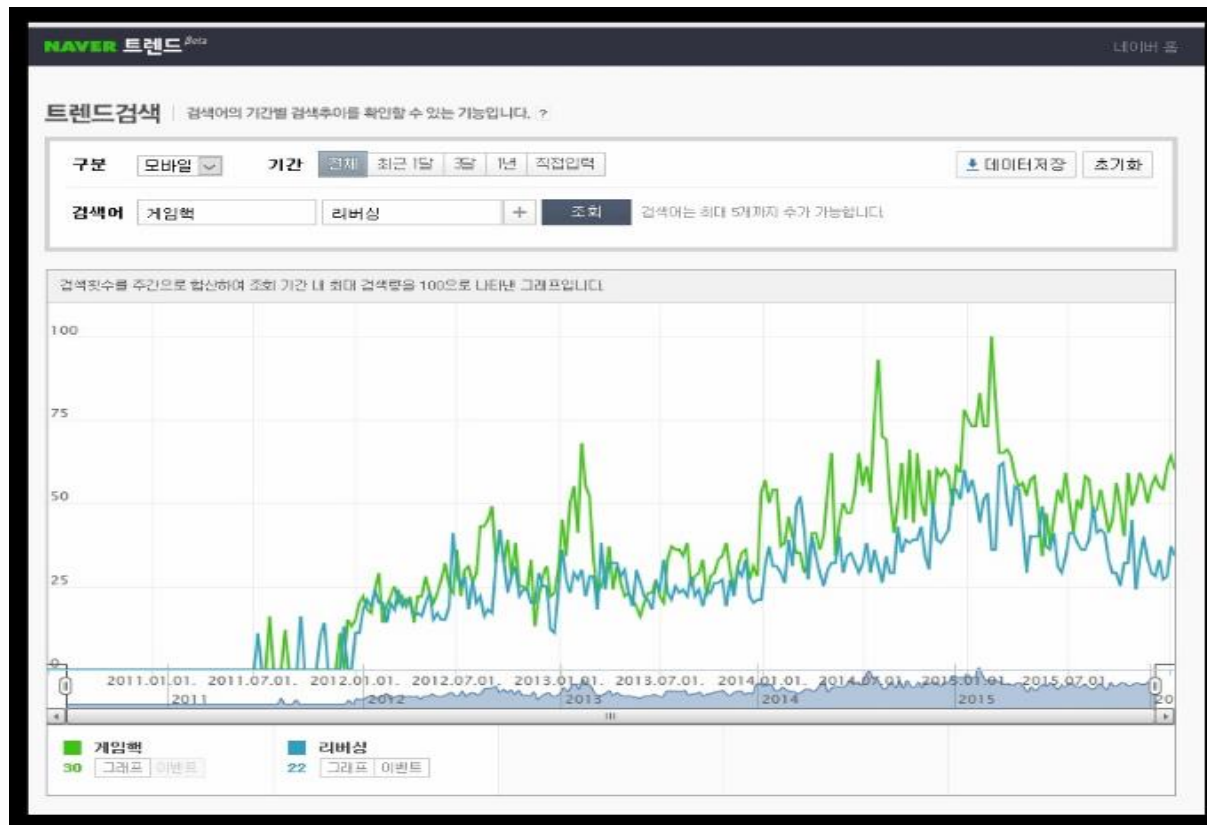 NAVER 트렌드 Beta
네이버 홈
트렌드검색 검색어의 기간별 검색추이를 확인할 수 있는 기능입니다. ?
구분 모바일 기간 전체 최근 1달 3달 1년 직접입력 데이터저장 초기화
검색어 게임핵 리버싱 + 조회 검색어는 최대 5개까지 추가 가능합니다.
검색횟수를 주간으로 합산하여 조회 기간 내 최대 검색량을 100으로 나타낸 그래프입니다.
100
75
50
25
0
2011.01.01. 2011.07.01. 2012.01.01. 2012.07.01. 2013.01.01. 2013.07.01. 2014.01.01. 2014.07.01. 2015.01.01. 2015.07.01.
2011 2012 2013 2014 2015 20
게임핵 리버싱
30 그래프 이벤트 22 그래프 이벤트